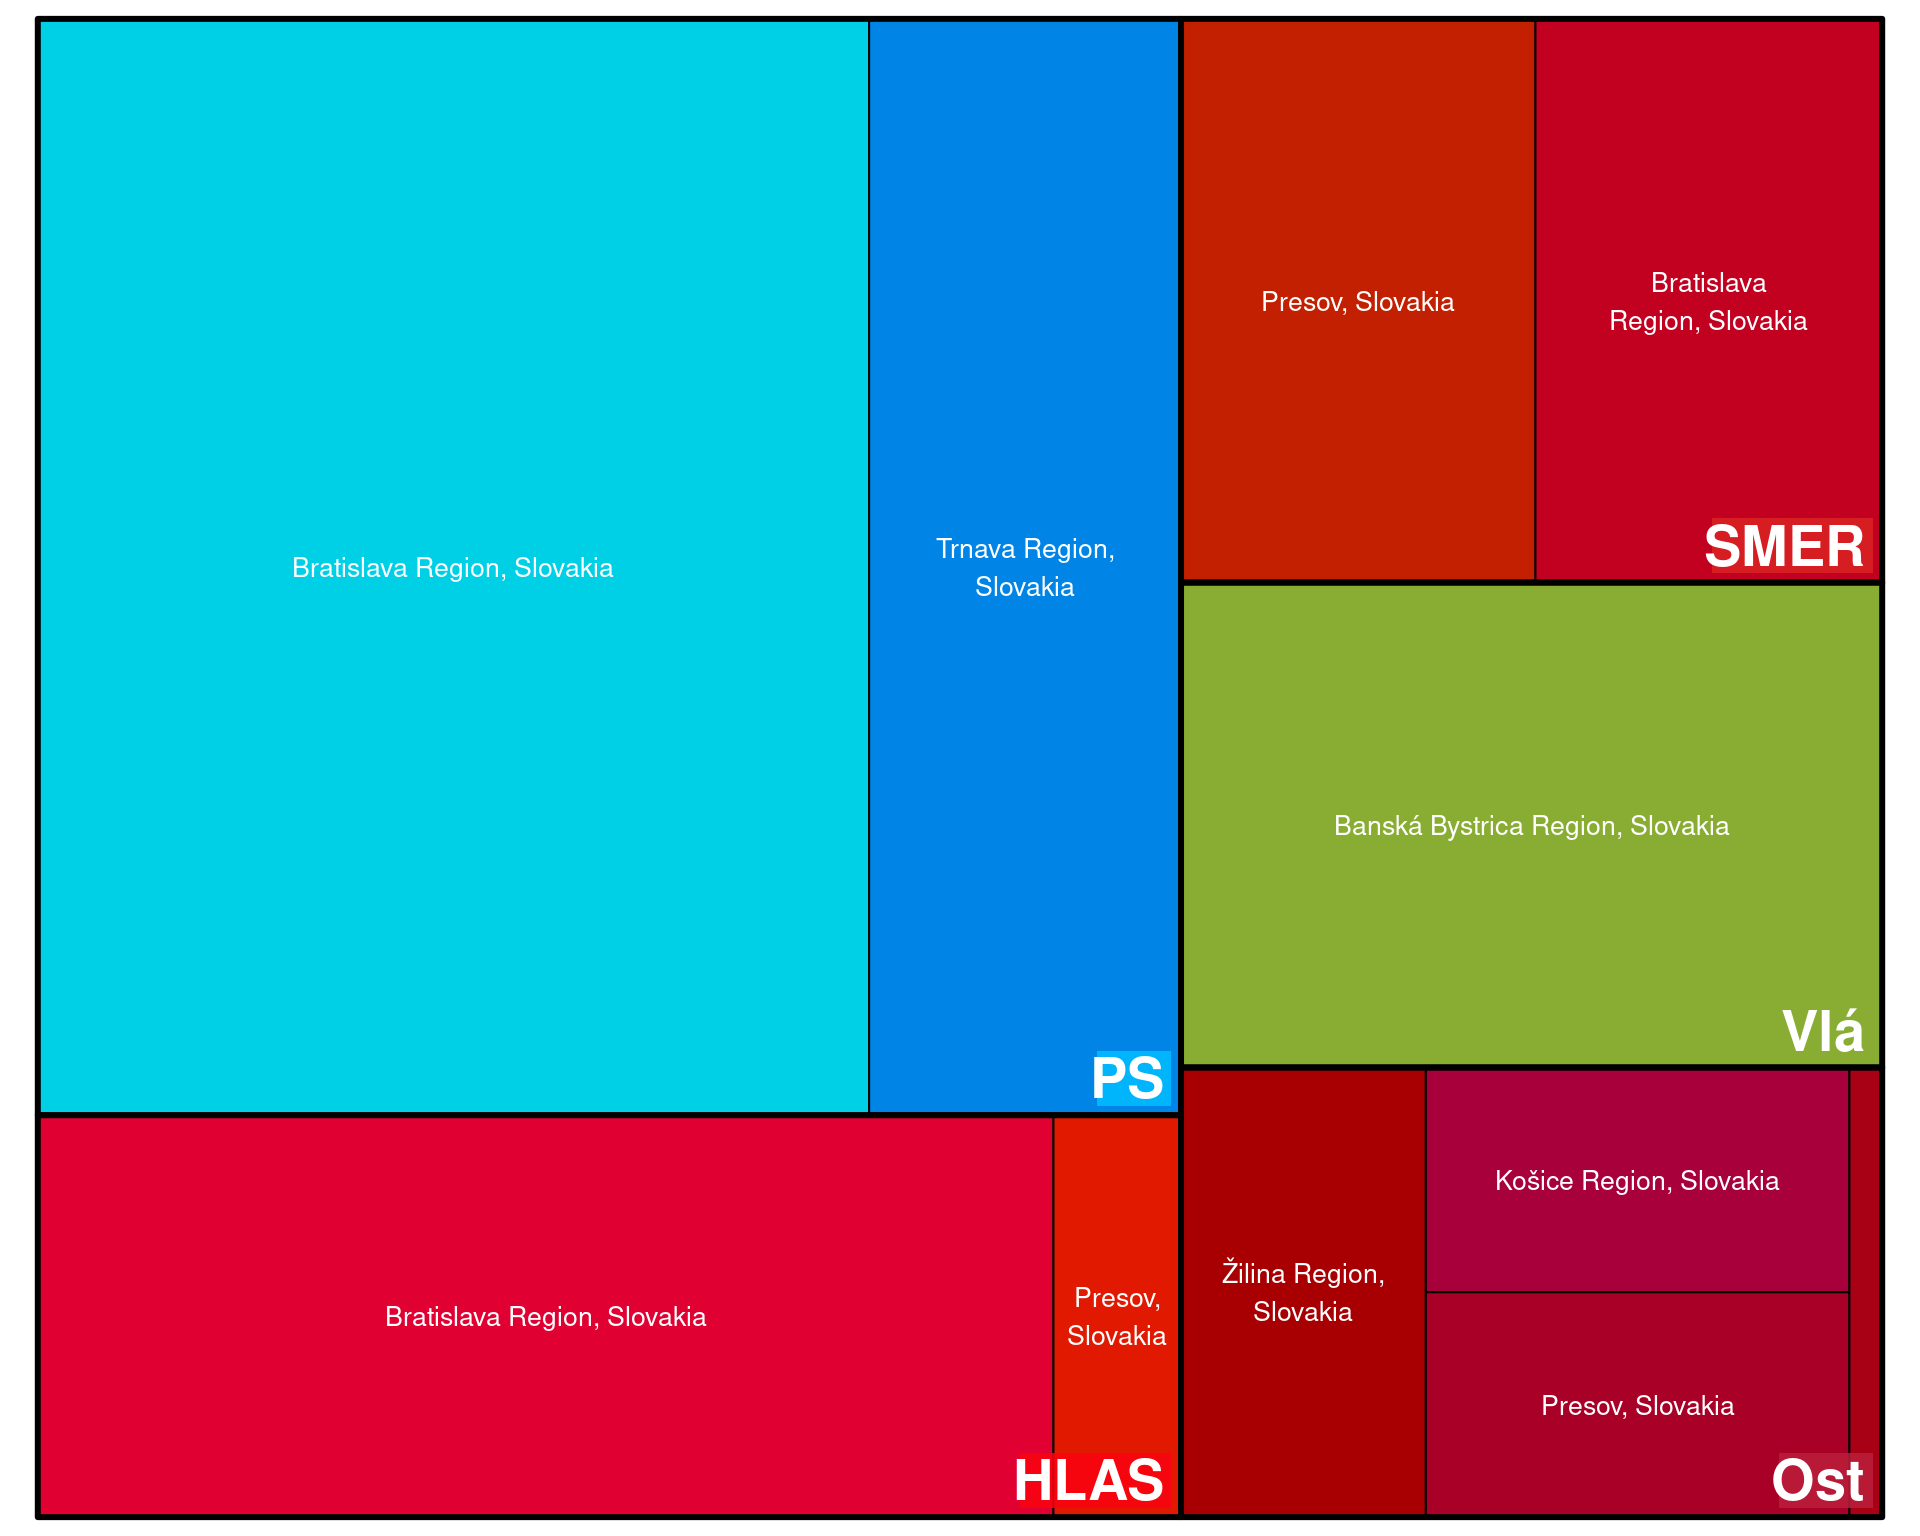 Bratislava Region, Slovakia
Trnava Region,
Slovakia
PS
Bratislava Region, Slovakia
Presov,
Slovakia
HLAS
Presov, Slovakia
Bratislava
Region, Slovakia
SMER
Banská Bystrica Region, Slovakia
Vlá
Žilina Region,
Slovakia
Košice Region, Slovakia
Presov, Slovakia
Ost